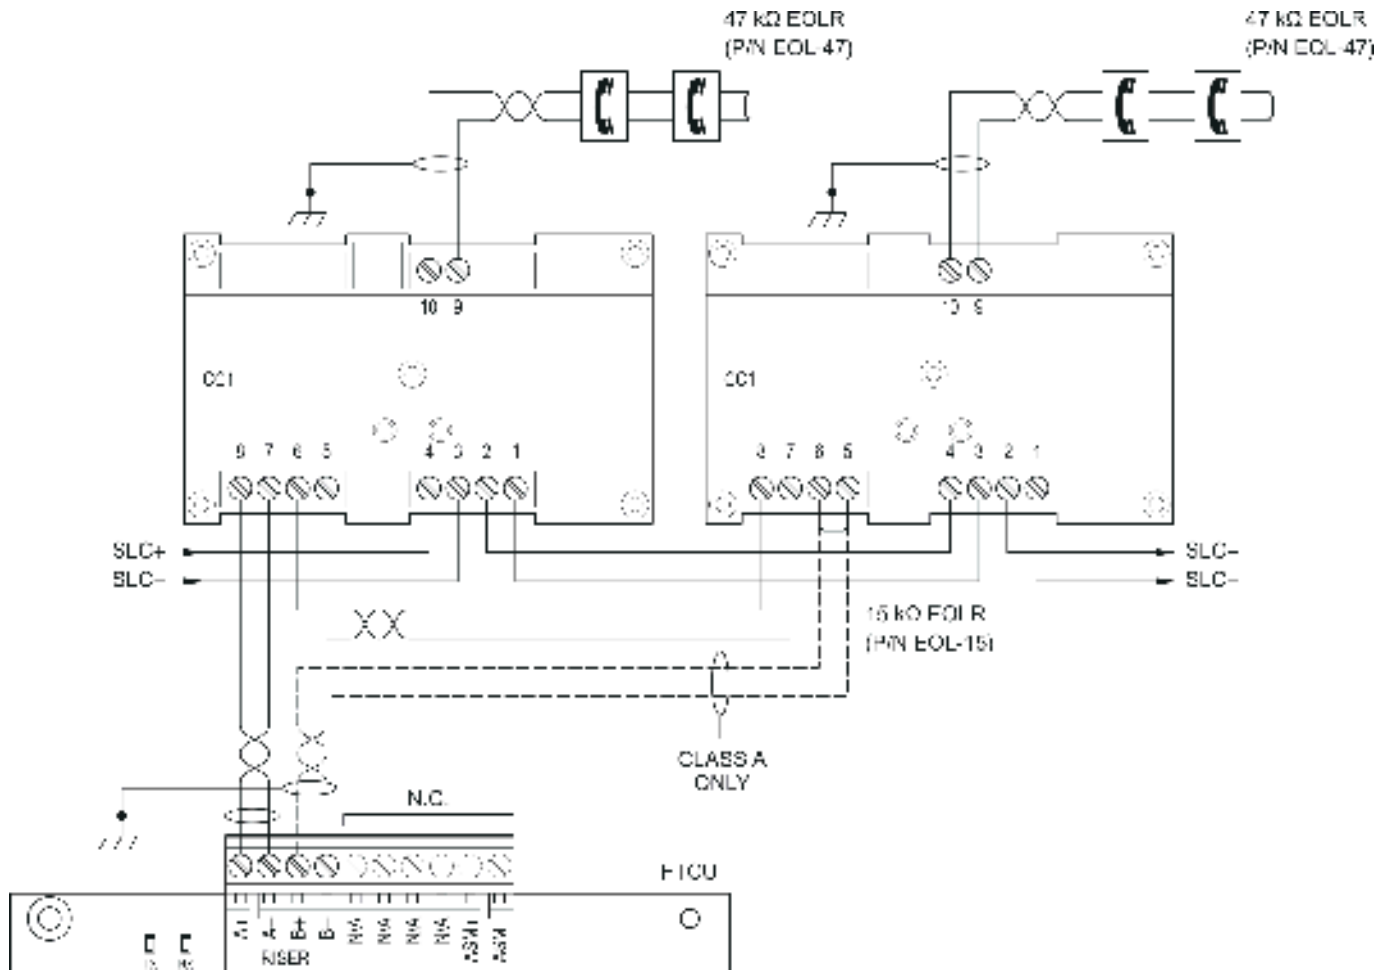 47 kΩ EOLR
(P/N EOL-47)
47 kΩ EOLR
(P/N EOL-47)
10 9
10 9
CC1
CC1
8 7 6 5 4 3 2 1
8 7 6 5 4 3 2 1
SLC+
SLC−
SLC−
SLC−
15 kΩ EOLR
(P/N EOL-15)
CLASS A
ONLY
N.C.
FTCU
A+ A− B+ B− N/A N/A N/A N/A ASM+ ASM
RISER